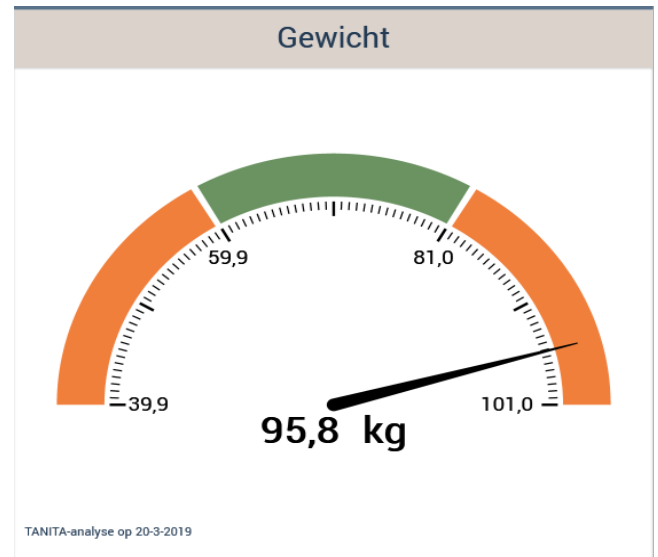 Gewicht
59,9
81,0
39,9
101,0
95,8 kg
TANITA-analyse op 20-3-2019